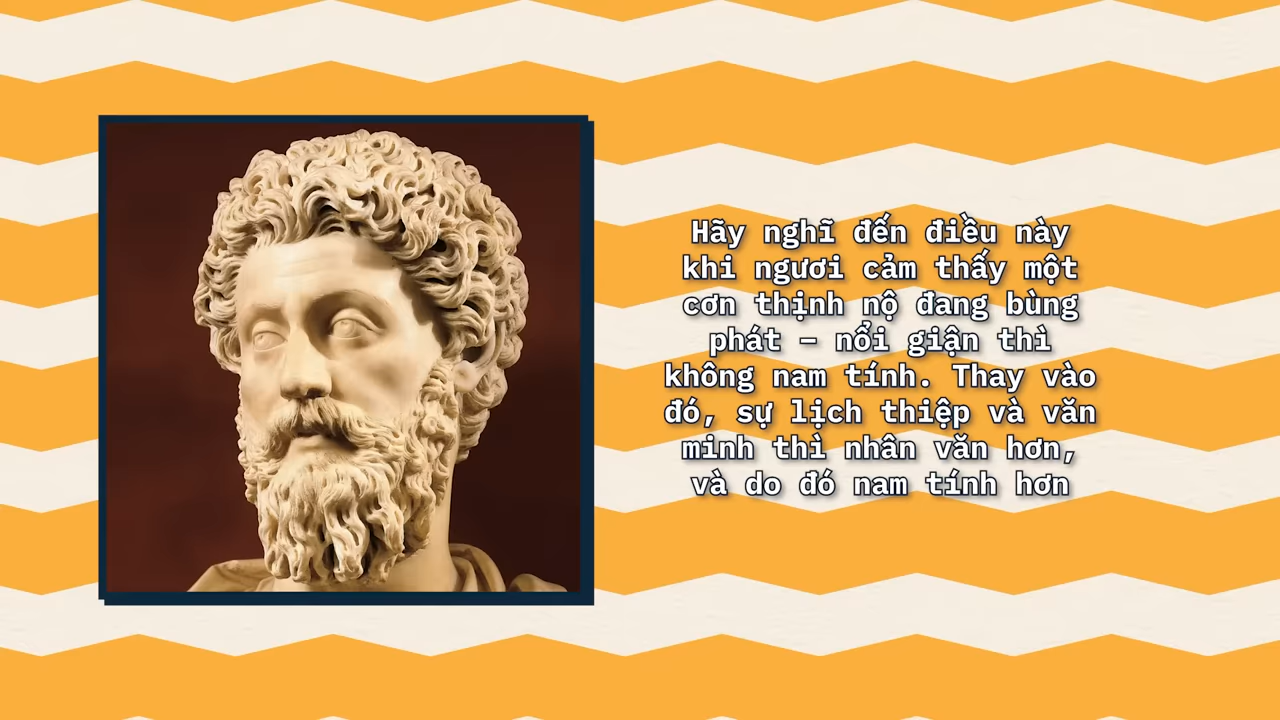 Hãy nghĩ đến điều này
khi ngươi cảm thấy một
cơn thịnh nộ đang bùng
phát – nổi giận thì
không nam tính. Thay vào
đó, sự lịch thiệp và văn
minh thì nhân văn hơn,
và do đó nam tính hơn